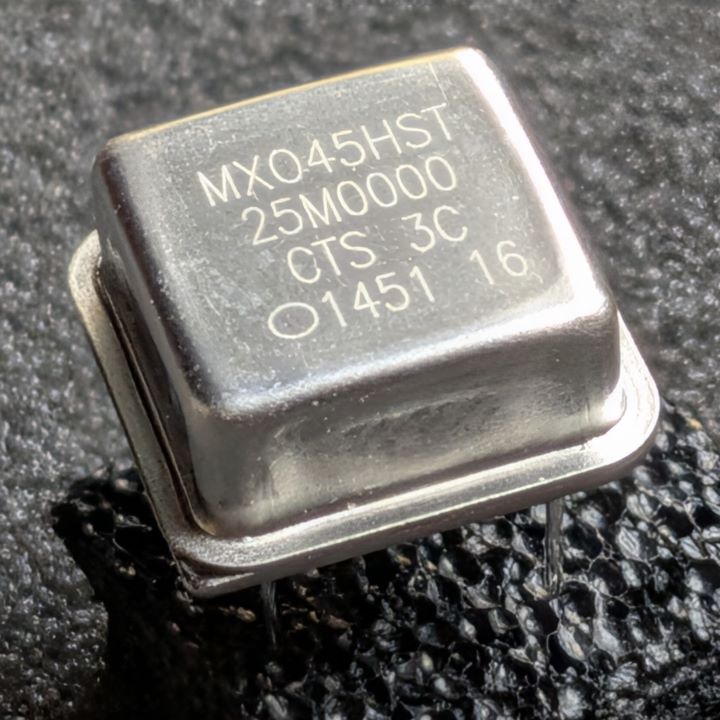 MXO45HST
25M0000
CTS 3C
1451 16